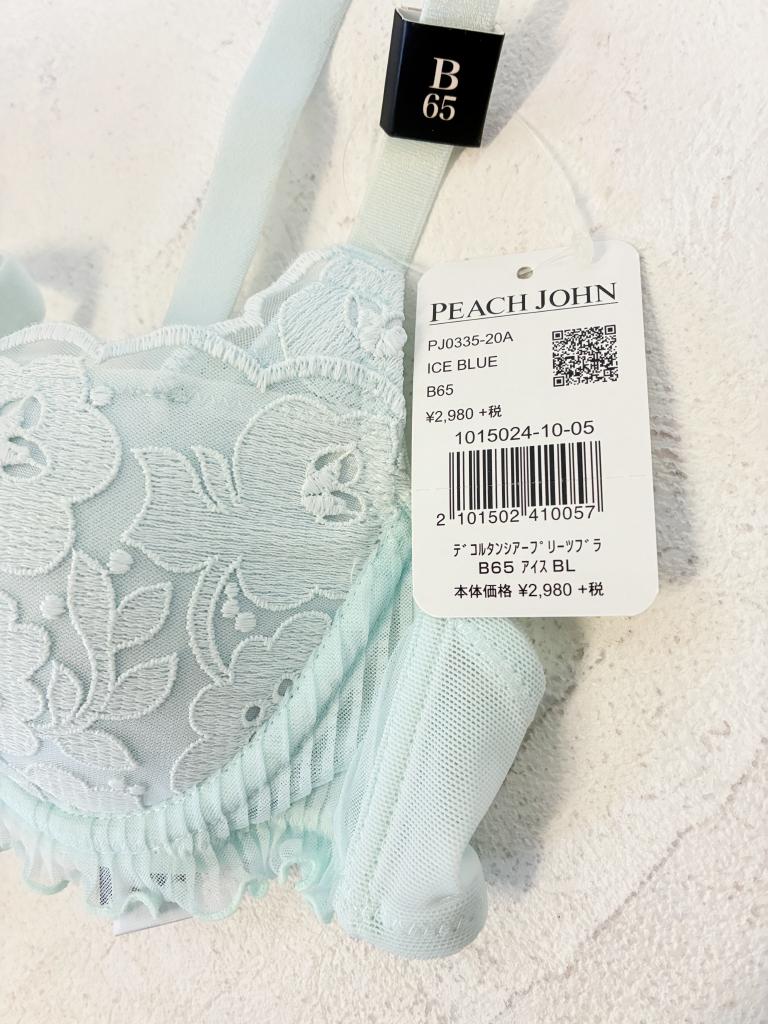 B
65
PEACH JOHN
PJ0335-20A
ICE BLUE
B65
¥2,980 +税
1015024-10-05
2 101502 410057
ﾃﾞｺﾙﾀﾝｼｱｰﾌﾟﾘｰﾂﾌﾞﾗ
B65 ｱｲｽ BL
本体価格 ¥2,980 +税